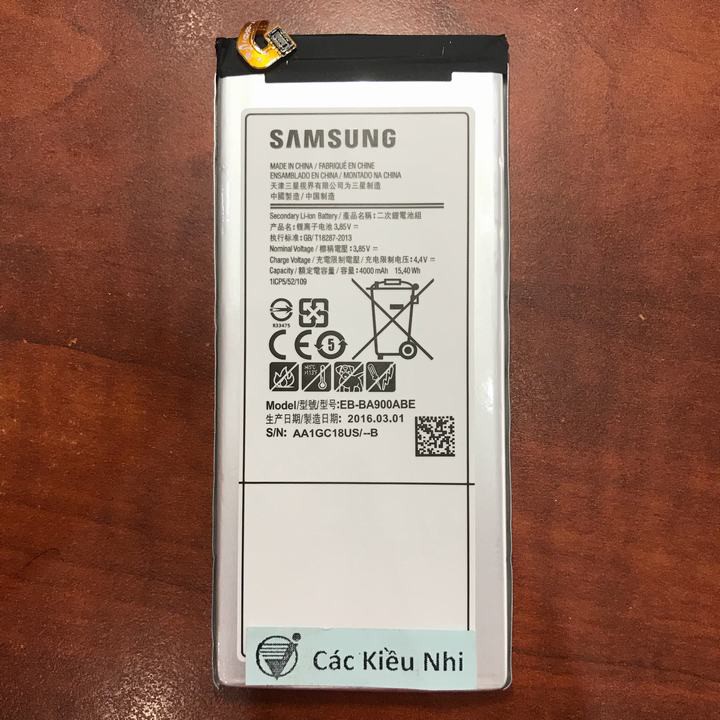 SAMSUNG
MADE IN CHINA / FABRIQUÉ EN CHINE
ENSAMBLADO EN CHINA / MONTADO NA CHINA
天津三星视界有限公司为三星制造
中國製造 / 中国制造
Secondary Li-ion Battery / 產品名稱：二次鋰電池組
产品名：锂离子电池 3,85V ⎓
执行标准: GB/ T18287-2013
Nominal Voltage / 標稱電壓：3,85V ⎓
Charge Voltage / 充電限制電壓 / 充电限制电压：4,4V ⎓
Capacity / 額定電容量 / 容量：4000 mAh 15,40 Wh
1ICP5/52/109
R33475
CE
5
>45°C
>113°F
Model/型號/型号:EB-BA900ABE
生产日期/製造日期: 2016.03.01
S/N: AA1GC18US/--B
Các Kiều Nhi